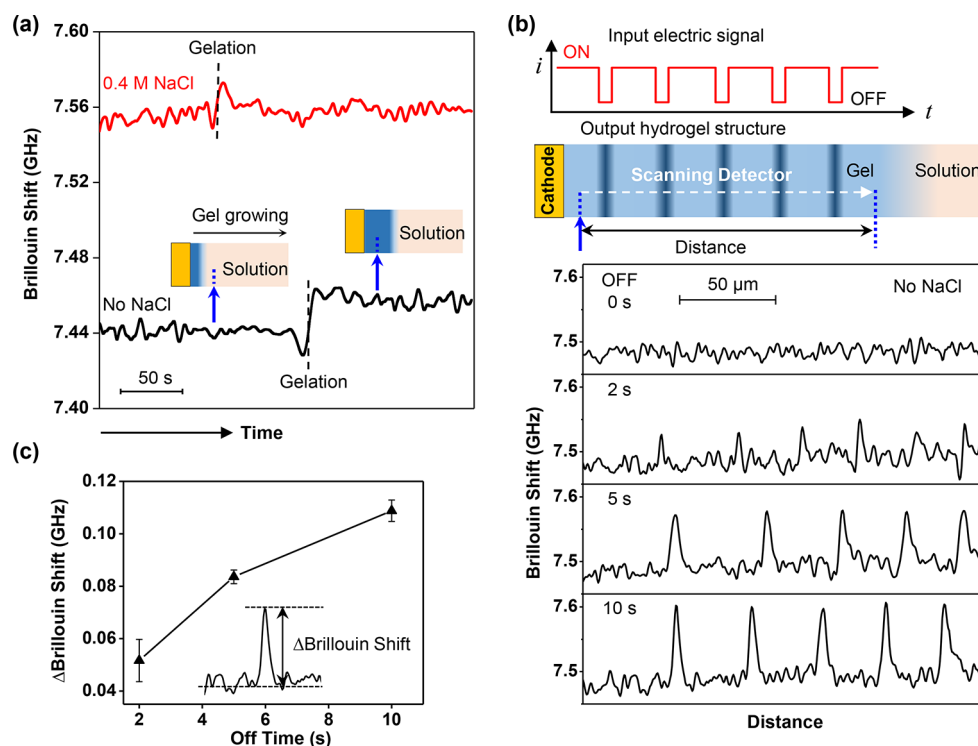 (a)
7.60
7.56
7.52
7.48
7.44
7.40
Brillouin Shift (GHz)
Gelation
0.4 M NaCl
Gel growing
Solution
Solution
No NaCl
Gelation
50 s
Time
(b)
Input electric signal
ON
i
OFF
t
Output hydrogel structure
Cathode
Scanning Detector
Gel
Solution
Distance
OFF
0 s
50 µm
No NaCl
7.6
7.5
2 s
7.6
7.5
5 s
7.6
7.5
10 s
7.6
7.5
Brillouin Shift (GHz)
Distance
(c)
0.12
0.10
0.08
0.06
0.04
ΔBrillouin Shift (GHz)
ΔBrillouin Shift
2
4
6
8
10
Off Time (s)